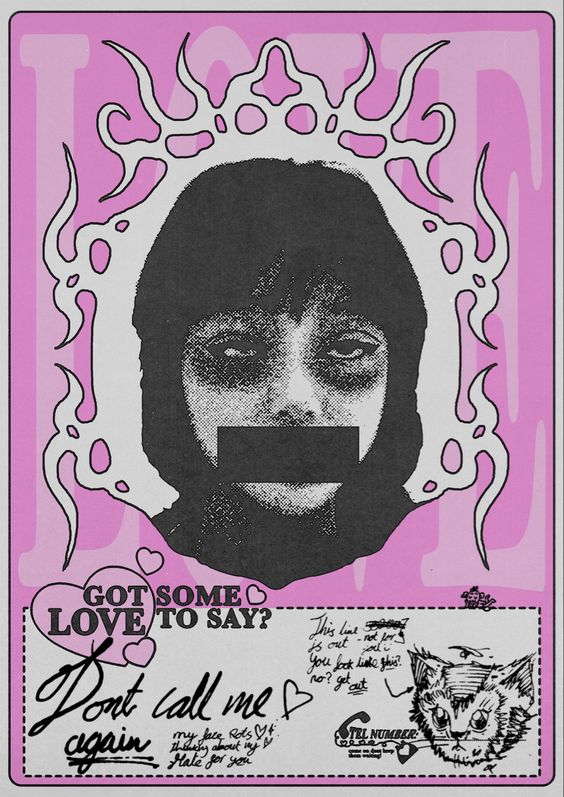 LOVE
GOT SOME
LOVE TO SAY?
Dont call me
again
my face Rots
thinking about my
Hate for you
This line
is out not for
you look like this?
no? get
out
TEL NUMBER:
come on dont keep
them waiting!